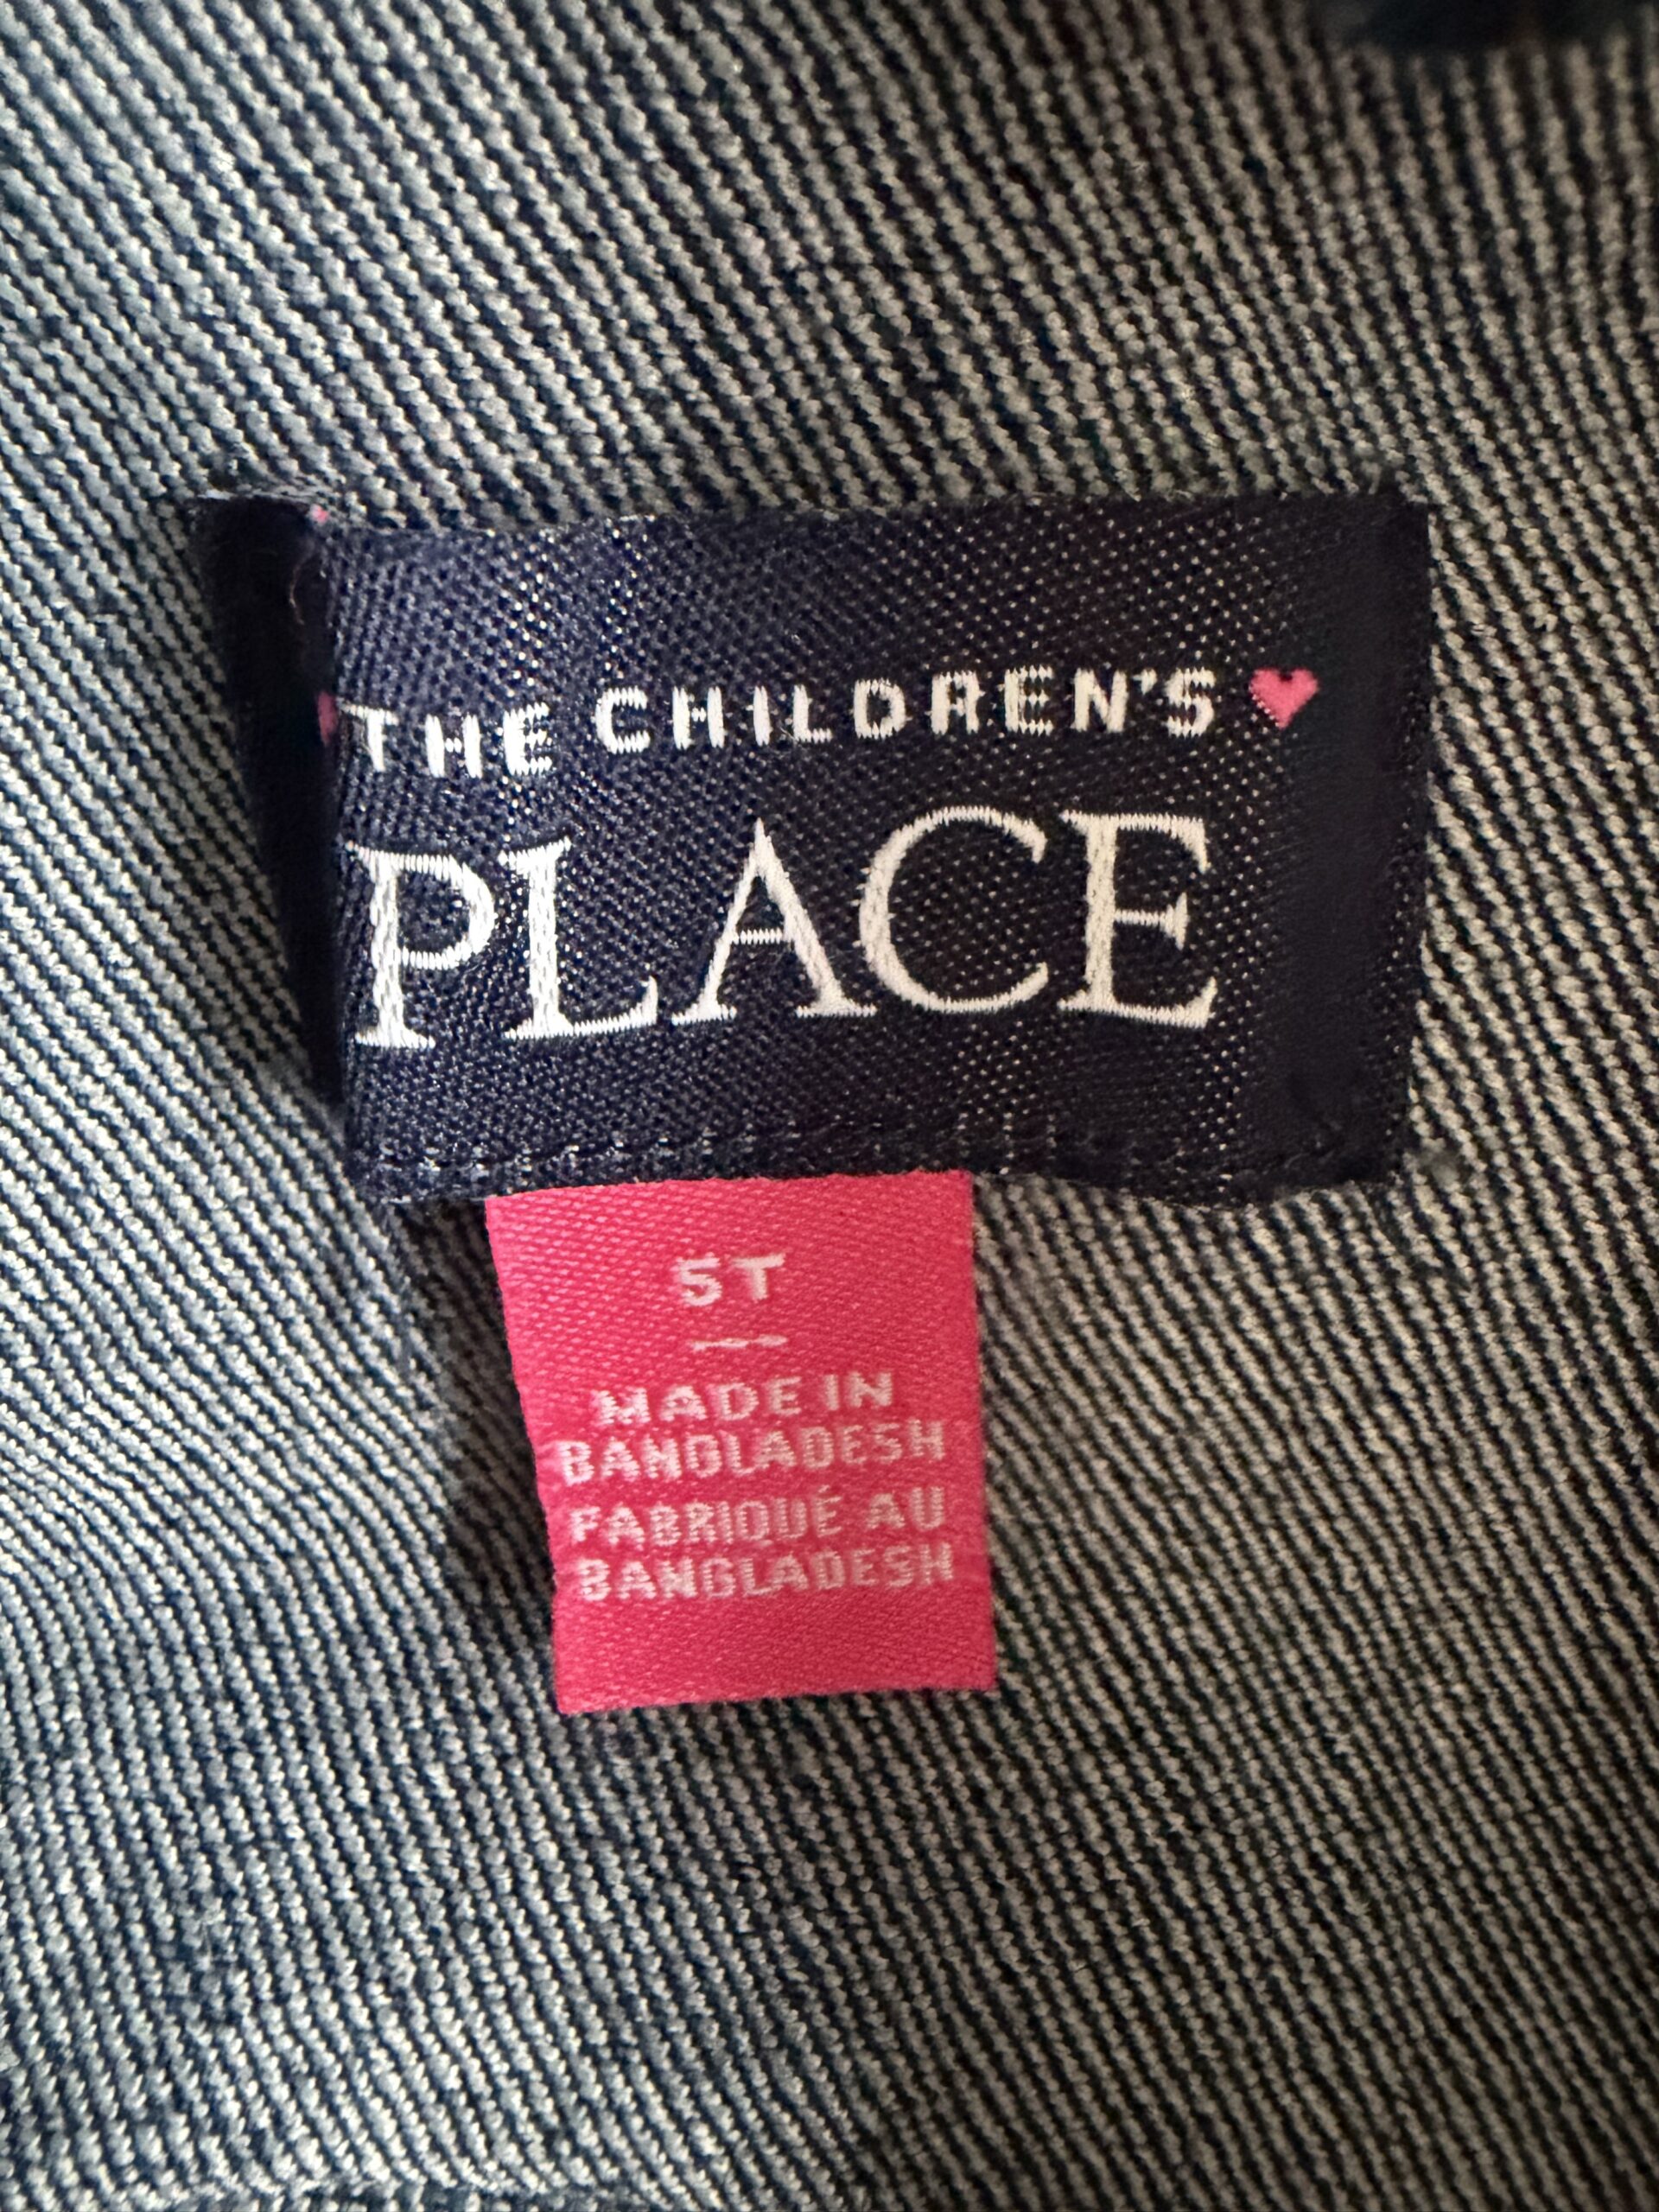 THE CHILDREN'S
PLACE
5T
MADE IN
BANGLADESH
FABRIQUÉ AU
BANGLADESH